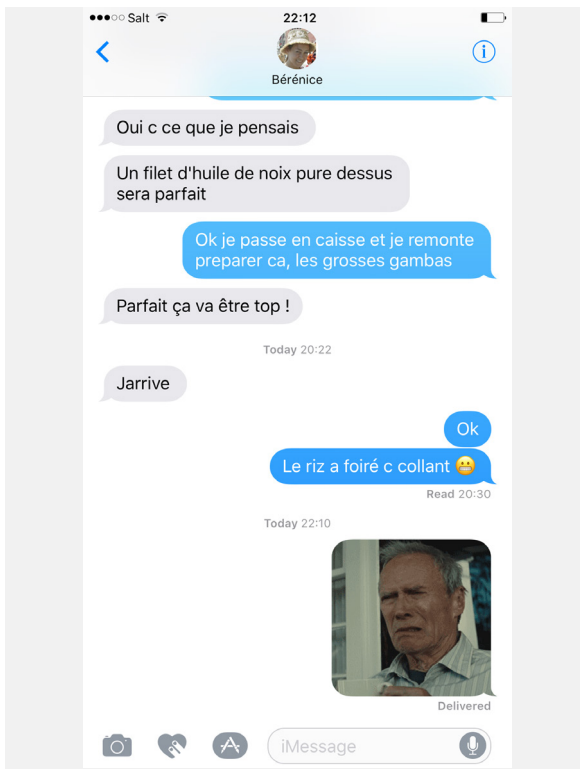 Salt 22:12
Bérénice
Oui c ce que je pensais
Un filet d'huile de noix pure dessus
sera parfait
Ok je passe en caisse et je remonte
preparer ca, les grosses gambas
Parfait ça va être top !
Today 20:22
Jarrive
Ok
Le riz a foiré c collant 😬
Read 20:30
Today 22:10
Delivered
iMessage